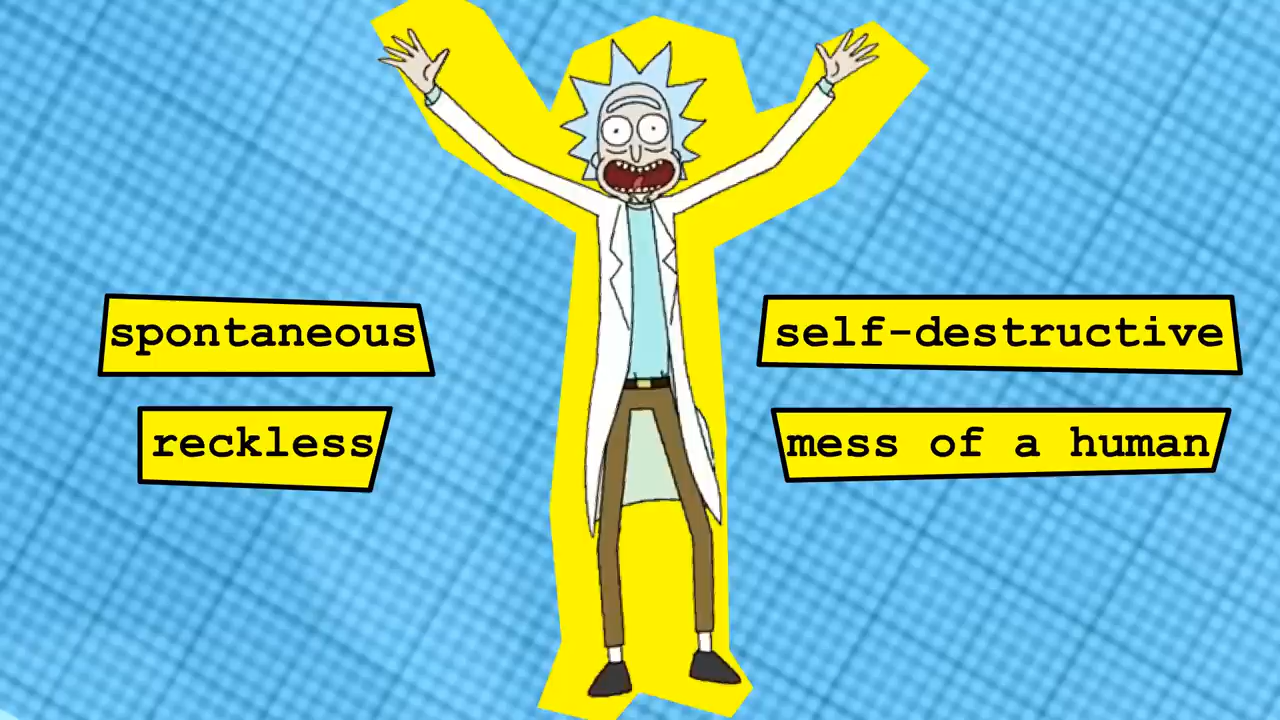 spontaneous
reckless
self-destructive
mess of a human